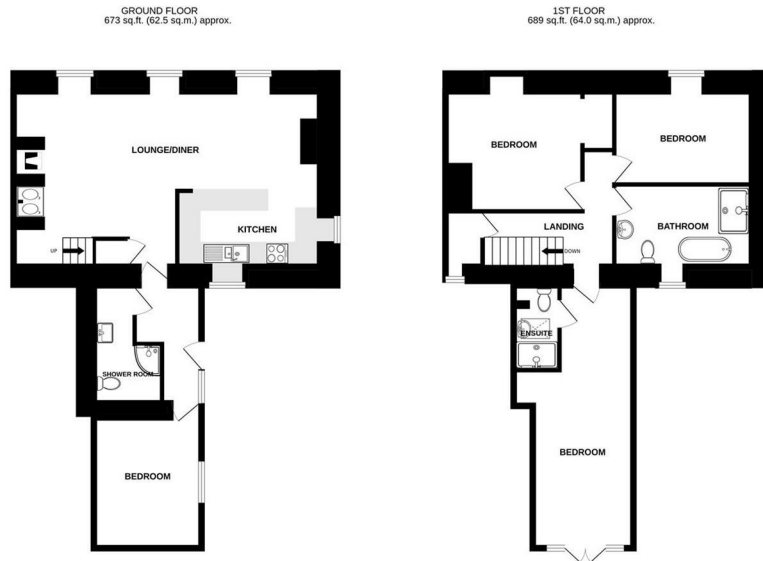 GROUND FLOOR
673 sq.ft. (62.5 sq.m.) approx.
LOUNGE/DINER
KITCHEN
UP
SHOWER ROOM
BEDROOM
1ST FLOOR
689 sq.ft. (64.0 sq.m.) approx.
BEDROOM
BEDROOM
LANDING
BATHROOM
DOWN
ENSUITE
BEDROOM